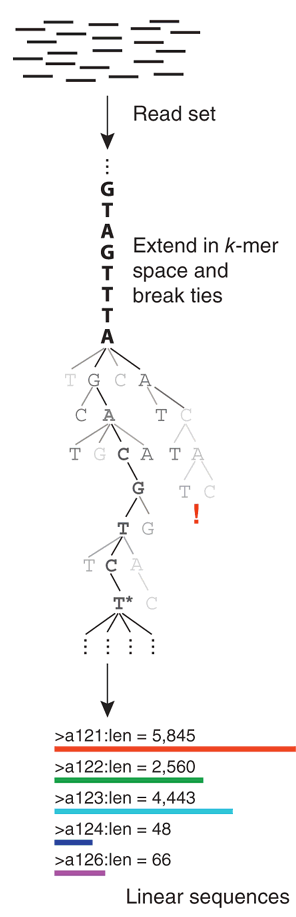 Read set
G
T
A
G
T
T
T
A
Extend in k-mer
space and
break ties
T G C A
C A T C
T G C A T A
G T C
!
T G
T C A
T* C
>a121:len = 5,845
>a122:len = 2,560
>a123:len = 4,443
>a124:len = 48
>a126:len = 66
Linear sequences